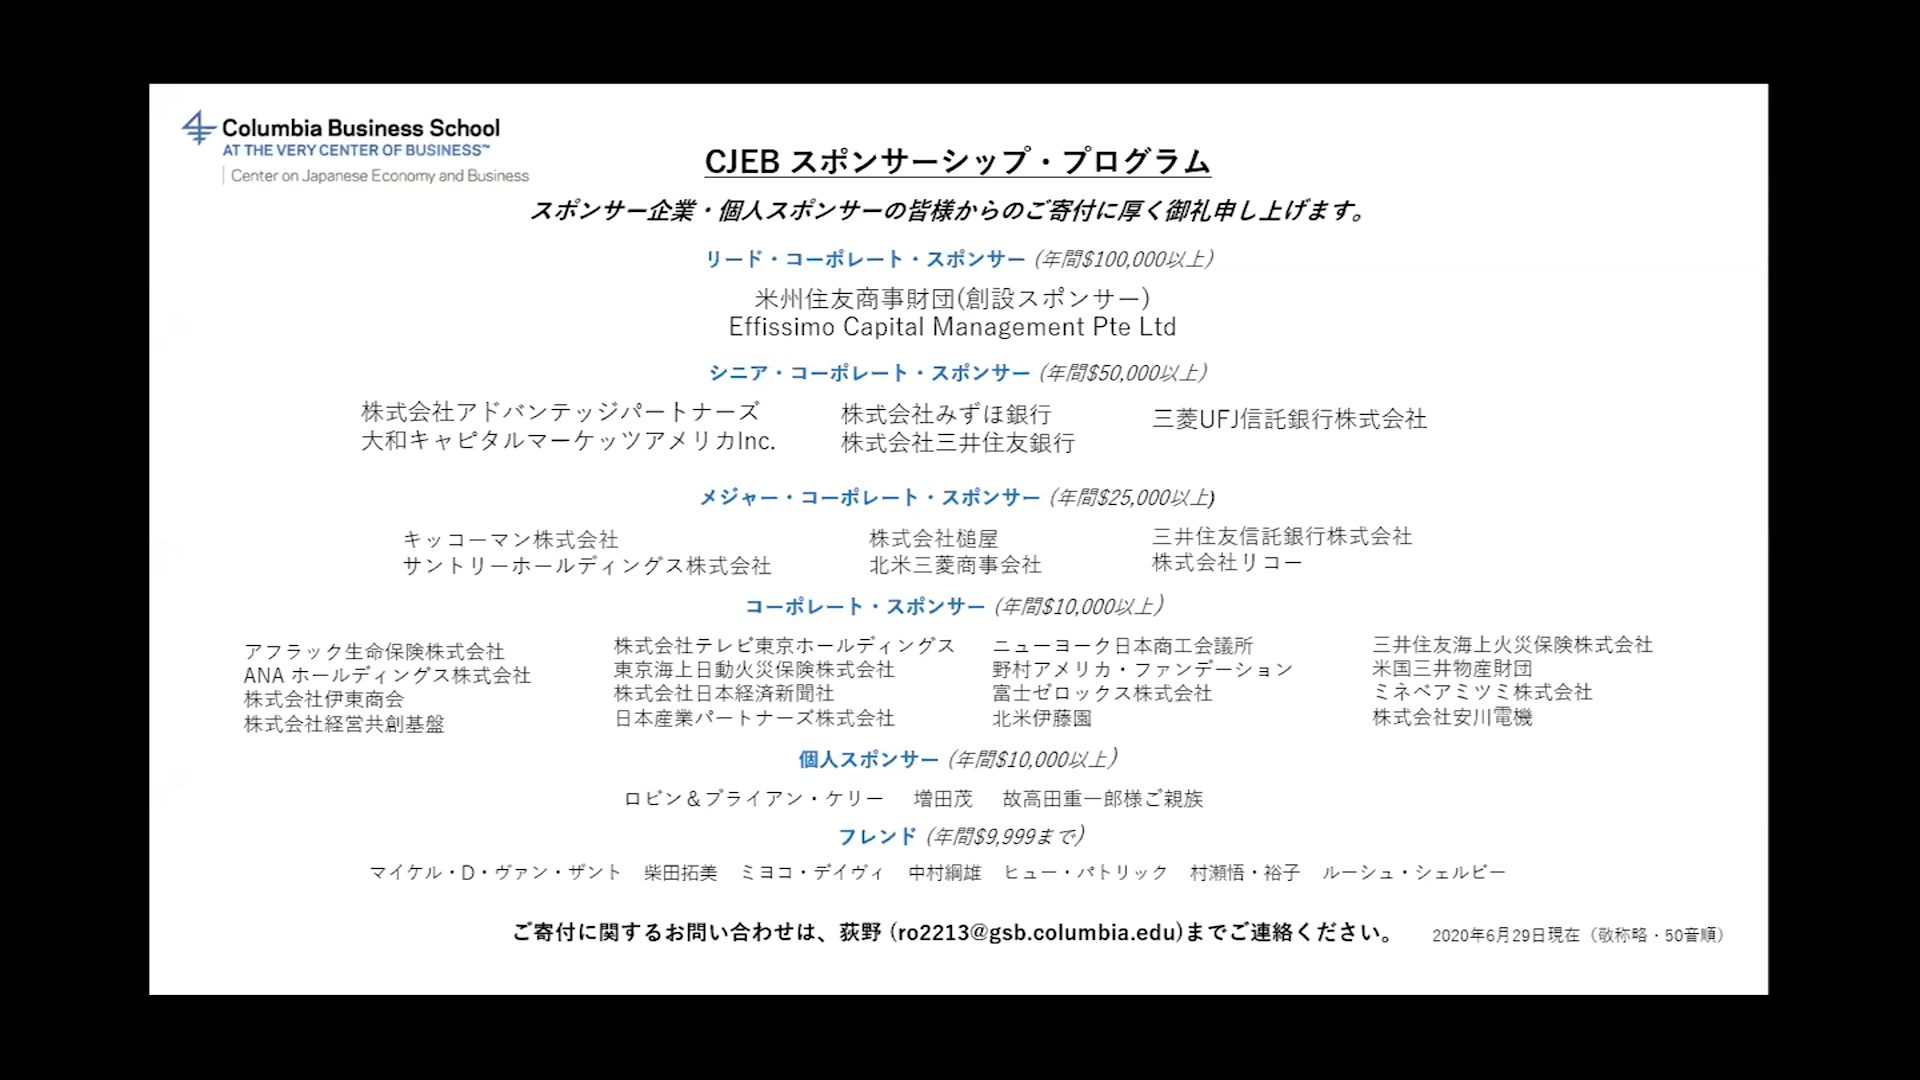 Columbia Business School
AT THE VERY CENTER OF BUSINESS™
Center on Japanese Economy and Business
CJEB スポンサーシップ・プログラム
スポンサー企業・個人スポンサーの皆様からのご寄付に厚く御礼申し上げます。
リード・コーポレート・スポンサー (年間$100,000以上)
米州住友商事財団(創設スポンサー)
Effissimo Capital Management Pte Ltd
シニア・コーポレート・スポンサー (年間$50,000以上)
株式会社アドバンテッジパートナーズ 株式会社みずほ銀行 三菱UFJ信託銀行株式会社
大和キャピタルマーケッツアメリカInc. 株式会社三井住友銀行
メジャー・コーポレート・スポンサー (年間$25,000以上)
キッコーマン株式会社 株式会社槌屋 三井住友信託銀行株式会社
サントリーホールディングス株式会社 北米三菱商事会社 株式会社リコー
コーポレート・スポンサー (年間$10,000以上)
アフラック生命保険株式会社 株式会社テレビ東京ホールディングス ニューヨーク日本商工会議所 三井住友海上火災保険株式会社
ANA ホールディングス株式会社 東京海上日動火災保険株式会社 野村アメリカ・ファンデーション 米国三井物産財団
株式会社伊東商会 株式会社日本経済新聞社 富士ゼロックス株式会社 ミネベアミツミ株式会社
株式会社経営共創基盤 日本産業パートナーズ株式会社 北米伊藤園 株式会社安川電機
個人スポンサー (年間$10,000以上)
ロビン＆ブライアン・ケリー 増田茂 故高田重一郎様ご親族
フレンド (年間$9,999まで)
マイケル・D・ヴァン・ザント 柴田拓美 ミヨコ・デイヴィ 中村綱雄 ヒュー・パトリック 村瀬悟・裕子 ルーシュ・シェルビー
ご寄付に関するお問い合わせは、荻野 (ro2213@gsb.columbia.edu)までご連絡ください。 2020年6月29日現在（敬称略・50音順）